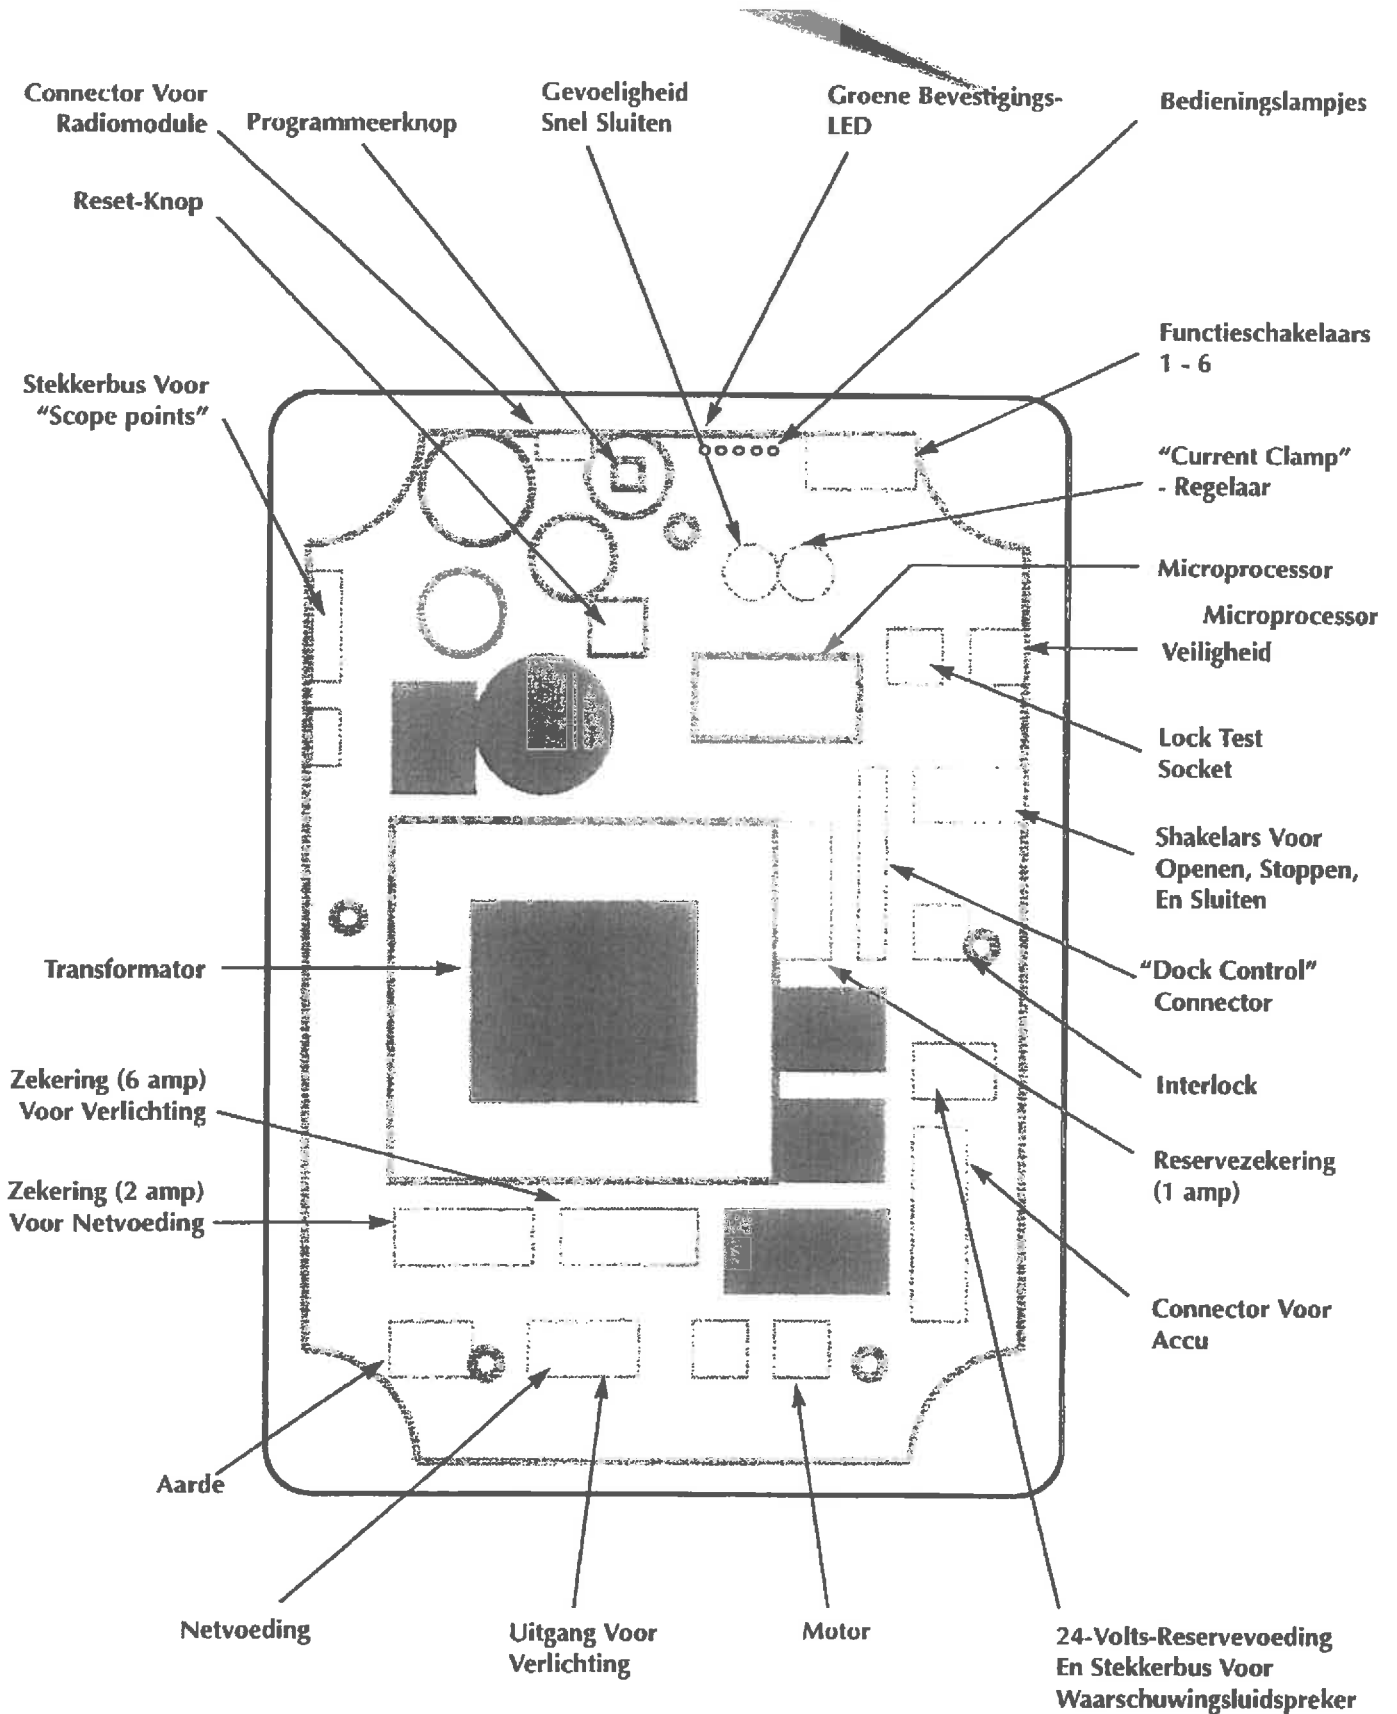 Connector Voor
Radiomodule
Programmeerknop
Gevoeligheid
Snel Sluiten
Groene Bevestigings-
LED
Bedieningslampjes
Reset-Knop
Functieschakelaars
1 - 6
Stekkerbus Voor
"Scope points"
"Current Clamp"
- Regelaar
Microprocessor
Microprocessor
Veiligheid
Lock Test
Socket
Shakelars Voor
Openen, Stoppen,
En Sluiten
Transformator
"Dock Control"
Connector
Zekering (6 amp)
Voor Verlichting
Interlock
Reservezekering
(1 amp)
Zekering (2 amp)
Voor Netvoeding
Connector Voor
Accu
Aarde
Netvoeding
Uitgang Voor
Verlichting
Motor
24-Volts-Reservevoeding
En Stekkerbus Voor
Waarschuwingsluidspreker